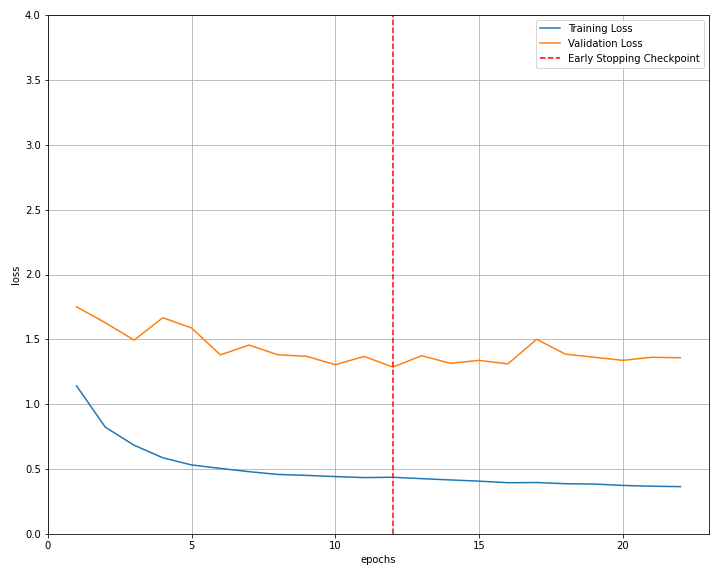 4.0
3.5
3.0
2.5
2.0
1.5
1.0
0.5
0.0
loss
Training Loss
Validation Loss
Early Stopping Checkpoint
0 5 10 15 20
epochs